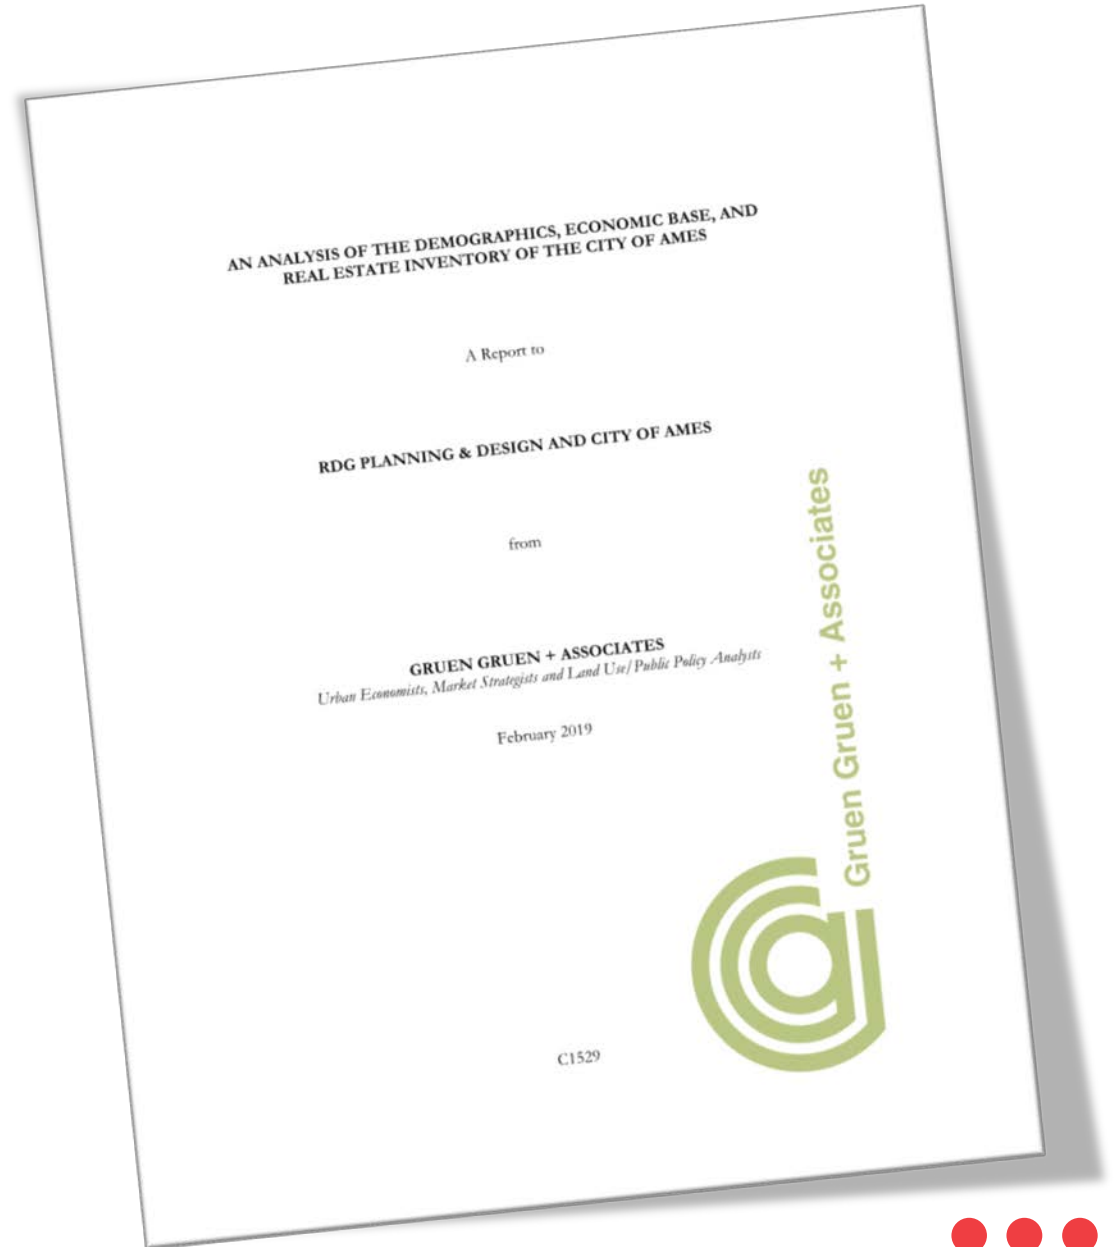 AN ANALYSIS OF THE DEMOGRAPHICS, ECONOMIC BASE, AND
REAL ESTATE INVENTORY OF THE CITY OF AMES
A Report to
RDG PLANNING & DESIGN AND CITY OF AMES
from
GRUEN GRUEN + ASSOCIATES
Urban Economists, Market Strategists and Land Use/Public Policy Analysts
February 2019
Gruen Gruen + Associates
C1529